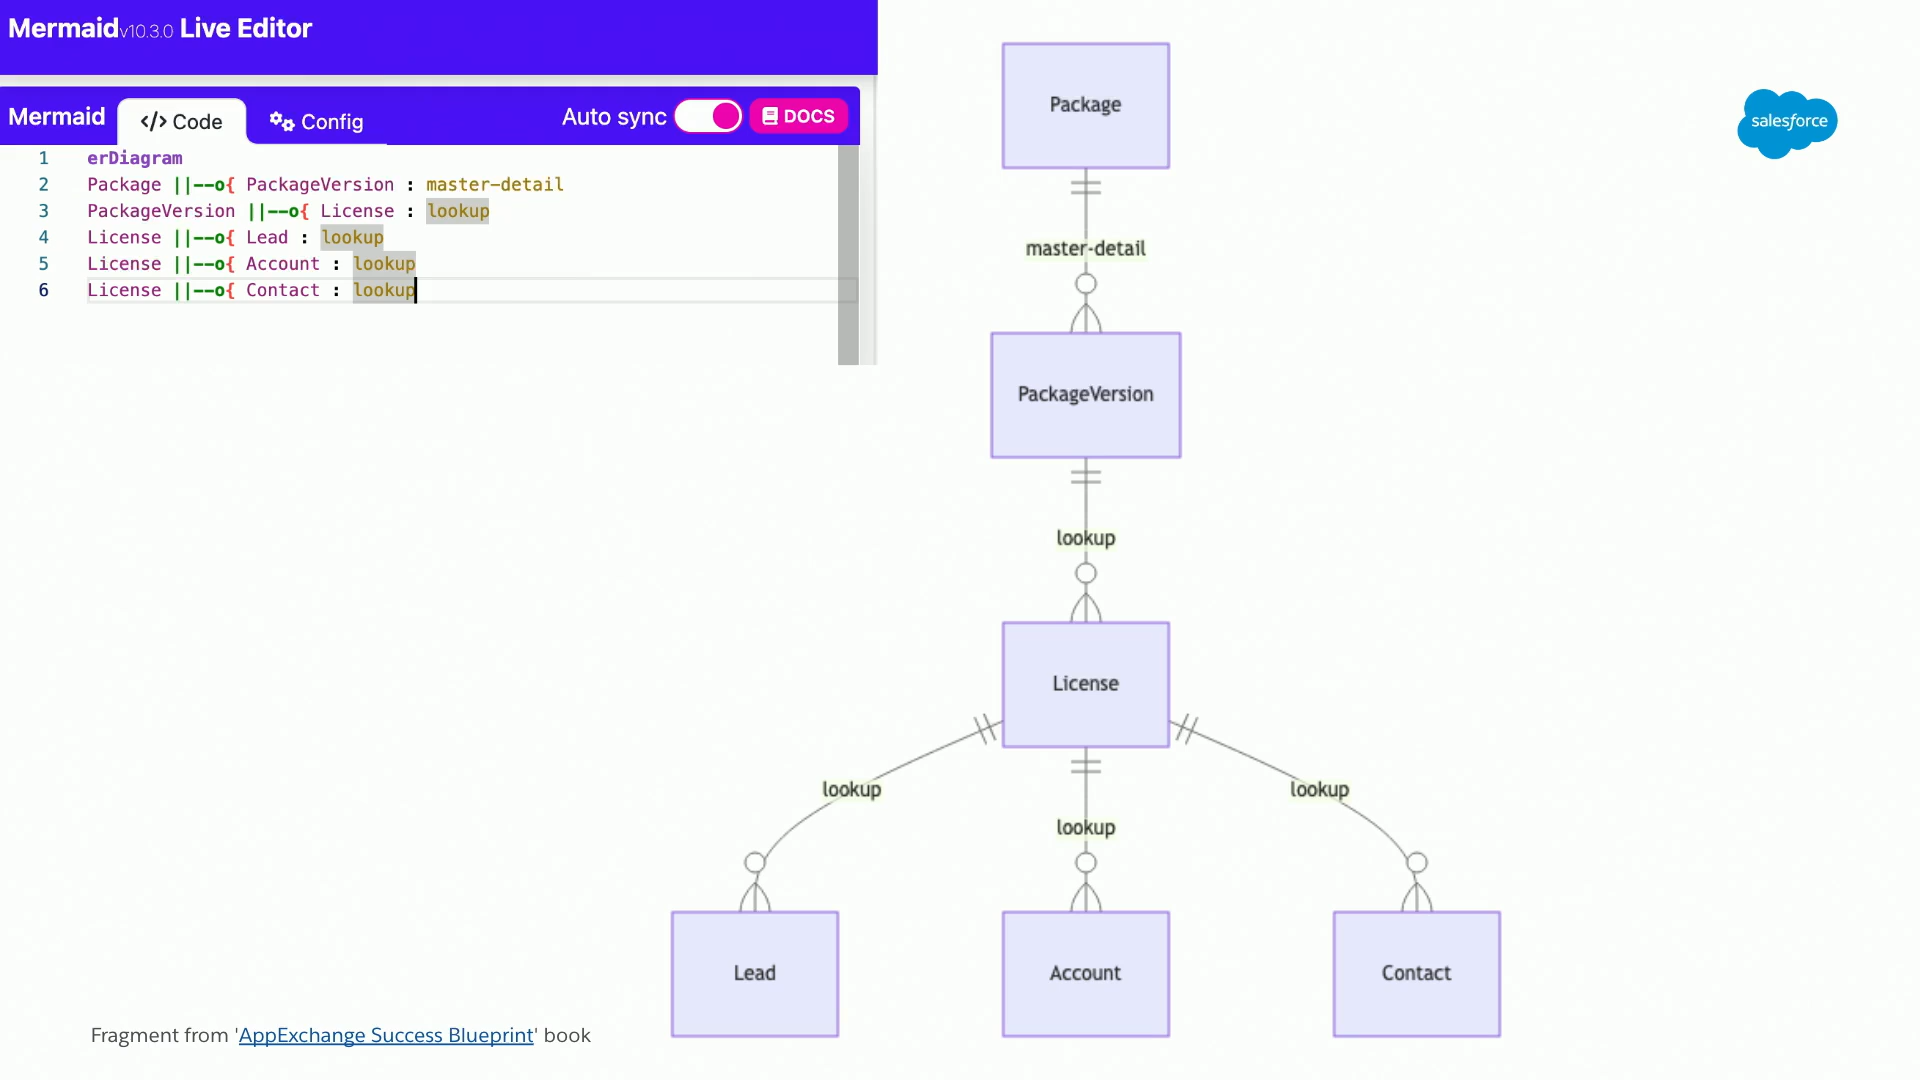 Mermaid v10.3.0 Live Editor
Mermaid </> Code Config Auto sync DOCS
1 erDiagram
2 Package ||--o{ PackageVersion : master-detail
3 PackageVersion ||--o{ License : lookup
4 License ||--o{ Lead : lookup
5 License ||--o{ Account : lookup
6 License ||--o{ Contact : lookup
salesforce
Package
master-detail
PackageVersion
lookup
License
lookup
lookup
lookup
Lead
Account
Contact
Fragment from 'AppExchange Success Blueprint' book